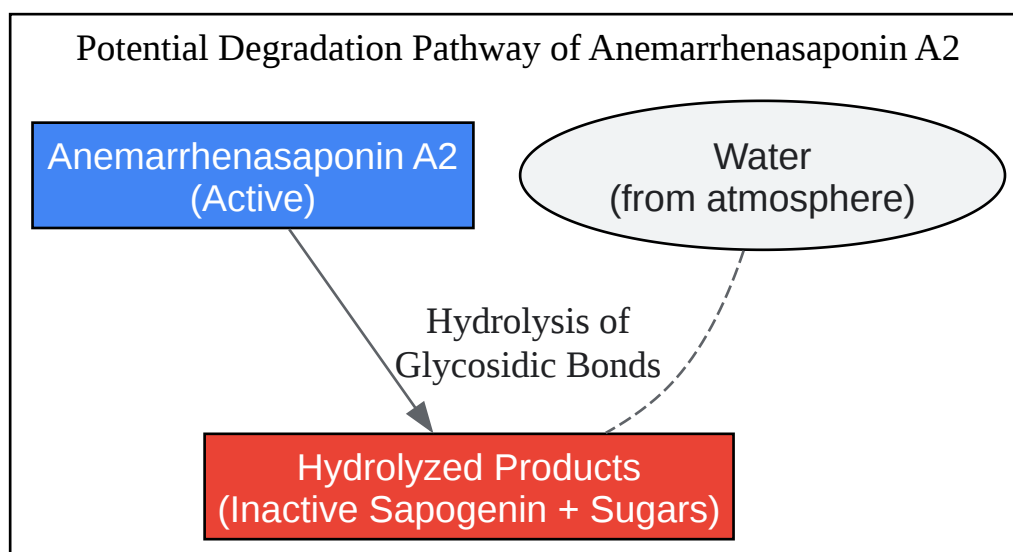 Potential Degradation Pathway of Anemarrhenasaponin A2
Anemarrhenasaponin A2
(Active)
Water
(from atmosphere)
Hydrolysis of
Glycosidic Bonds
Hydrolyzed Products
(Inactive Sapogenin + Sugars)